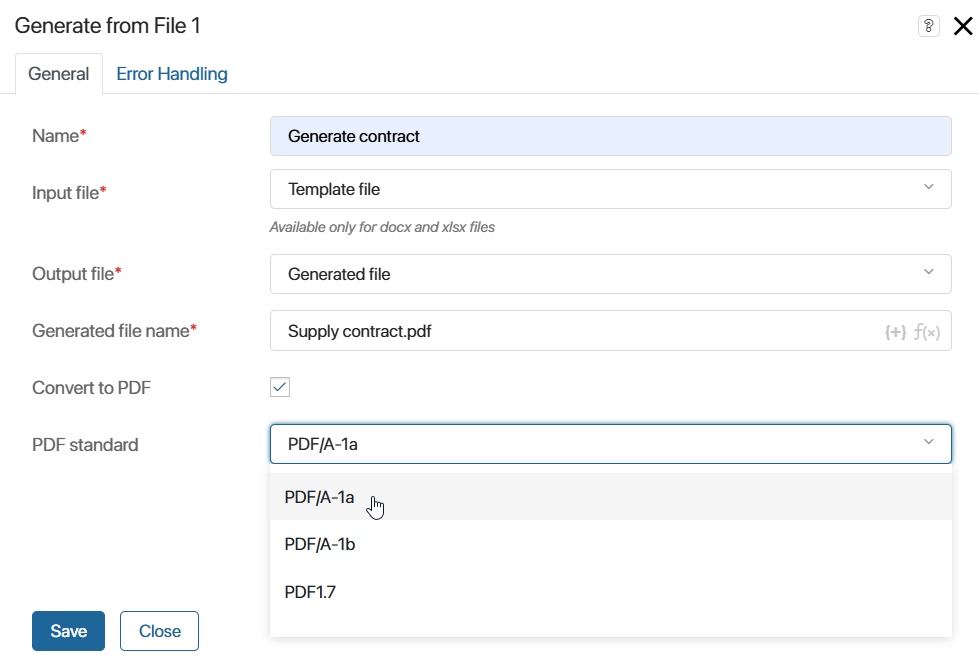 Generate from File 1
?
General
Error Handling
Name*
Generate contract
Input file*
Template file
Available only for docx and xlsx files
Output file*
Generated file
Generated file name*
Supply contract.pdf
{+} f(×)
Convert to PDF
PDF standard
PDF/A-1a
PDF/A-1a
PDF/A-1b
PDF1.7
Save
Close